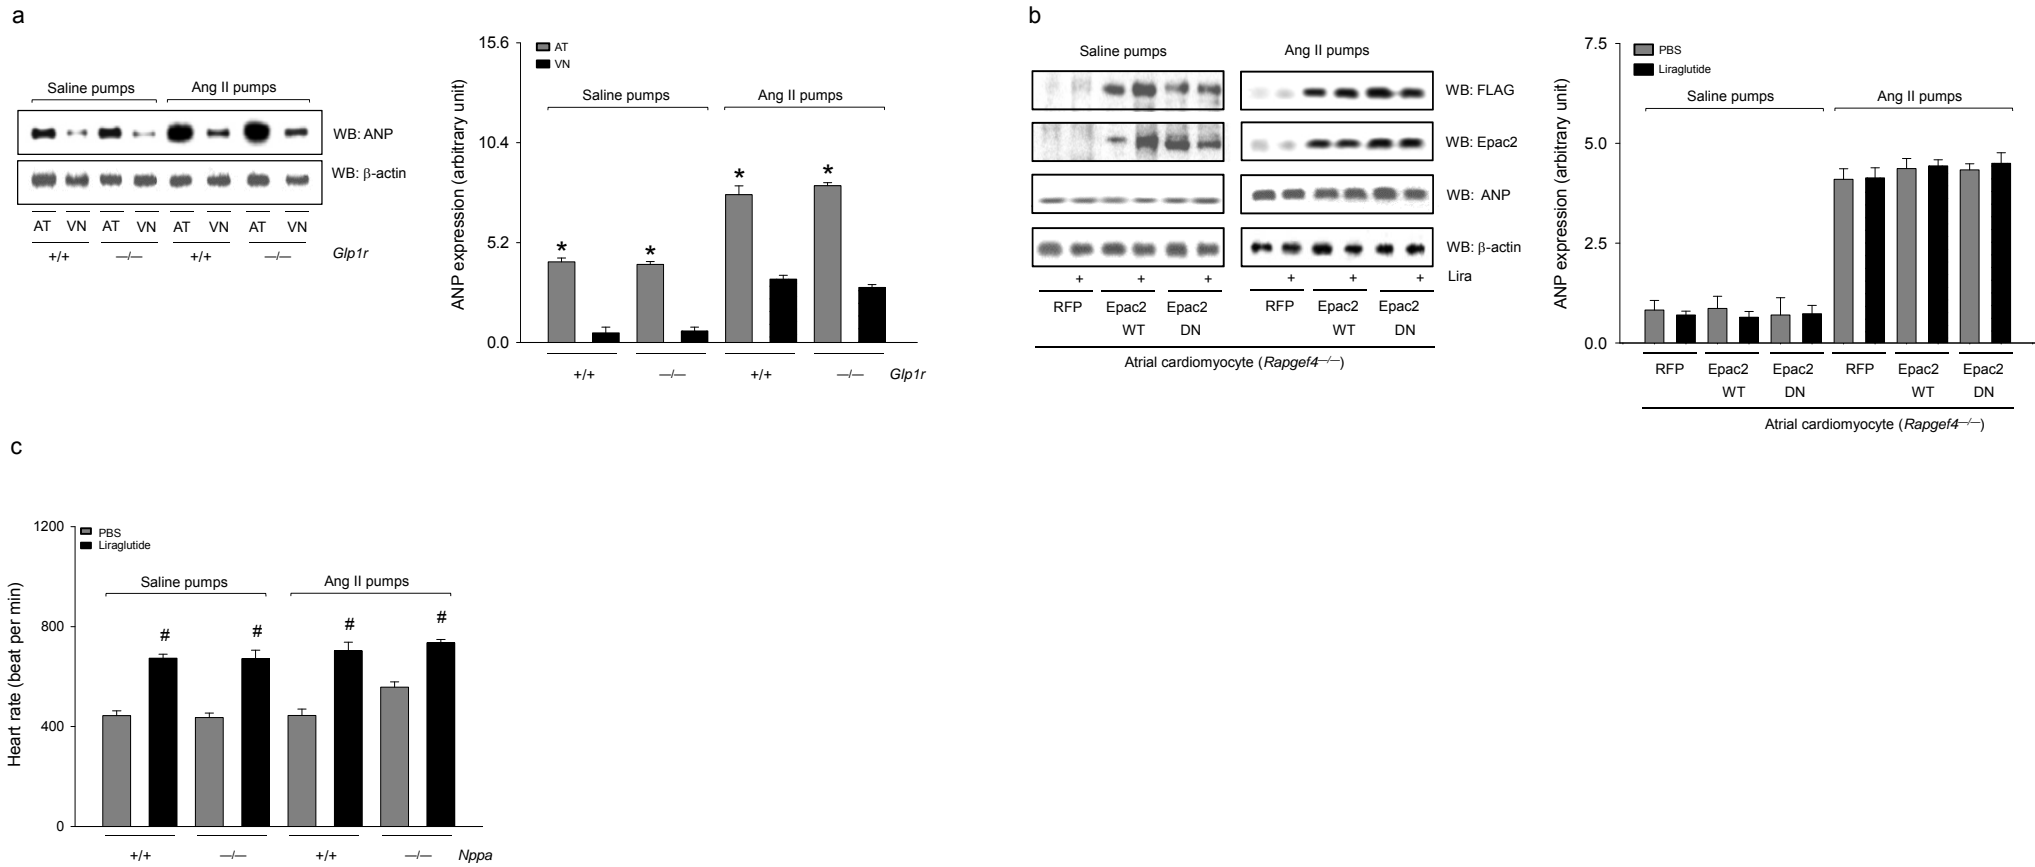 a
Saline pumps Ang II pumps
WB: ANP
WB: β-actin
AT VN AT VN AT VN AT VN
+/+ —/— +/+ —/— Glp1r
15.6
10.4
5.2
0.0
ANP expression (arbitrary unit)
AT
VN
Saline pumps Ang II pumps
* * * *
+/+ —/— +/+ —/— Glp1r
b
Saline pumps Ang II pumps
WB: FLAG
WB: Epac2
WB: ANP
WB: β-actin
+ + + + + + Lira
RFP Epac2 Epac2 RFP Epac2 Epac2
WT DN WT DN
Atrial cardiomyocyte (Rapgef4—/—)
7.5
5.0
2.5
0.0
ANP expression (arbitrary unit)
PBS
Liraglutide
Saline pumps Ang II pumps
RFP Epac2 Epac2 RFP Epac2 Epac2
WT DN WT DN
Atrial cardiomyocyte (Rapgef4—/—)
c
1200
800
400
0
Heart rate (beat per min)
PBS
Liraglutide
Saline pumps Ang II pumps
# # # #
+/+ —/— +/+ —/— Nppa